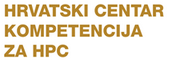 HRVATSKI CENTAR
KOMPETENCIJA
ZA HPC